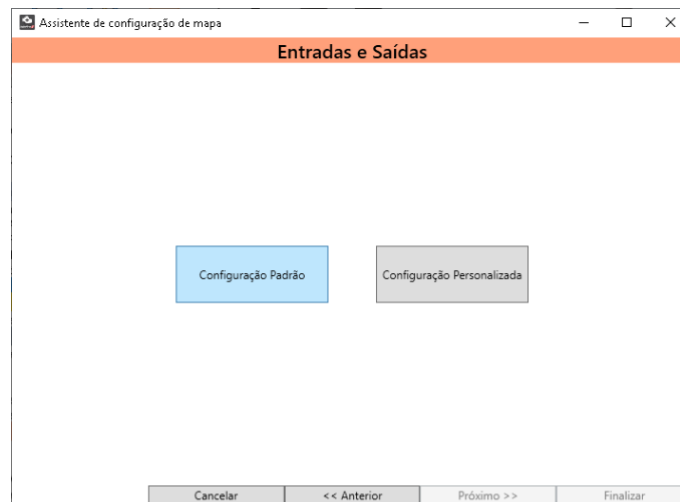 Assistente de configuração de mapa
Entradas e Saídas
Configuração Padrão
Configuração Personalizada
Cancelar
<< Anterior
Próximo >>
Finalizar